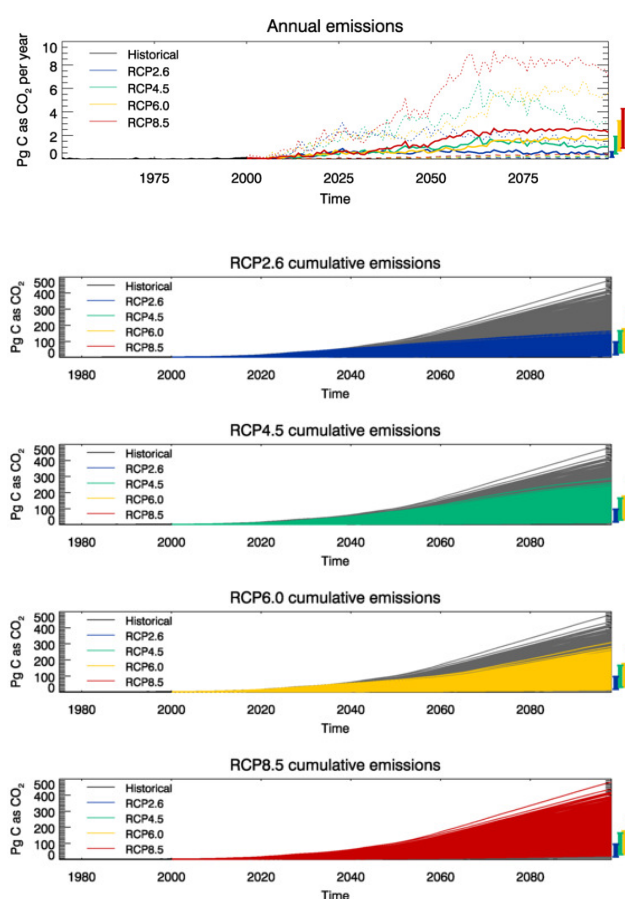 Annual emissions
Pg C as CO₂ per year
10
8
6
4
2
0
Historical
RCP2.6
RCP4.5
RCP6.0
RCP8.5
1975
2000
2025
2050
2075
Time
RCP2.6 cumulative emissions
Pg C as CO₂
500
400
300
200
100
0
Historical
RCP2.6
RCP4.5
RCP6.0
RCP8.5
1980
2000
2020
2040
2060
2080
Time
RCP4.5 cumulative emissions
Pg C as CO₂
500
400
300
200
100
0
Historical
RCP2.6
RCP4.5
RCP6.0
RCP8.5
1980
2000
2020
2040
2060
2080
Time
RCP6.0 cumulative emissions
Pg C as CO₂
500
400
300
200
100
0
Historical
RCP2.6
RCP4.5
RCP6.0
RCP8.5
1980
2000
2020
2040
2060
2080
Time
RCP8.5 cumulative emissions
Pg C as CO₂
500
400
300
200
100
0
Historical
RCP2.6
RCP4.5
RCP6.0
RCP8.5
1980
2000
2020
2040
2060
2080
Time